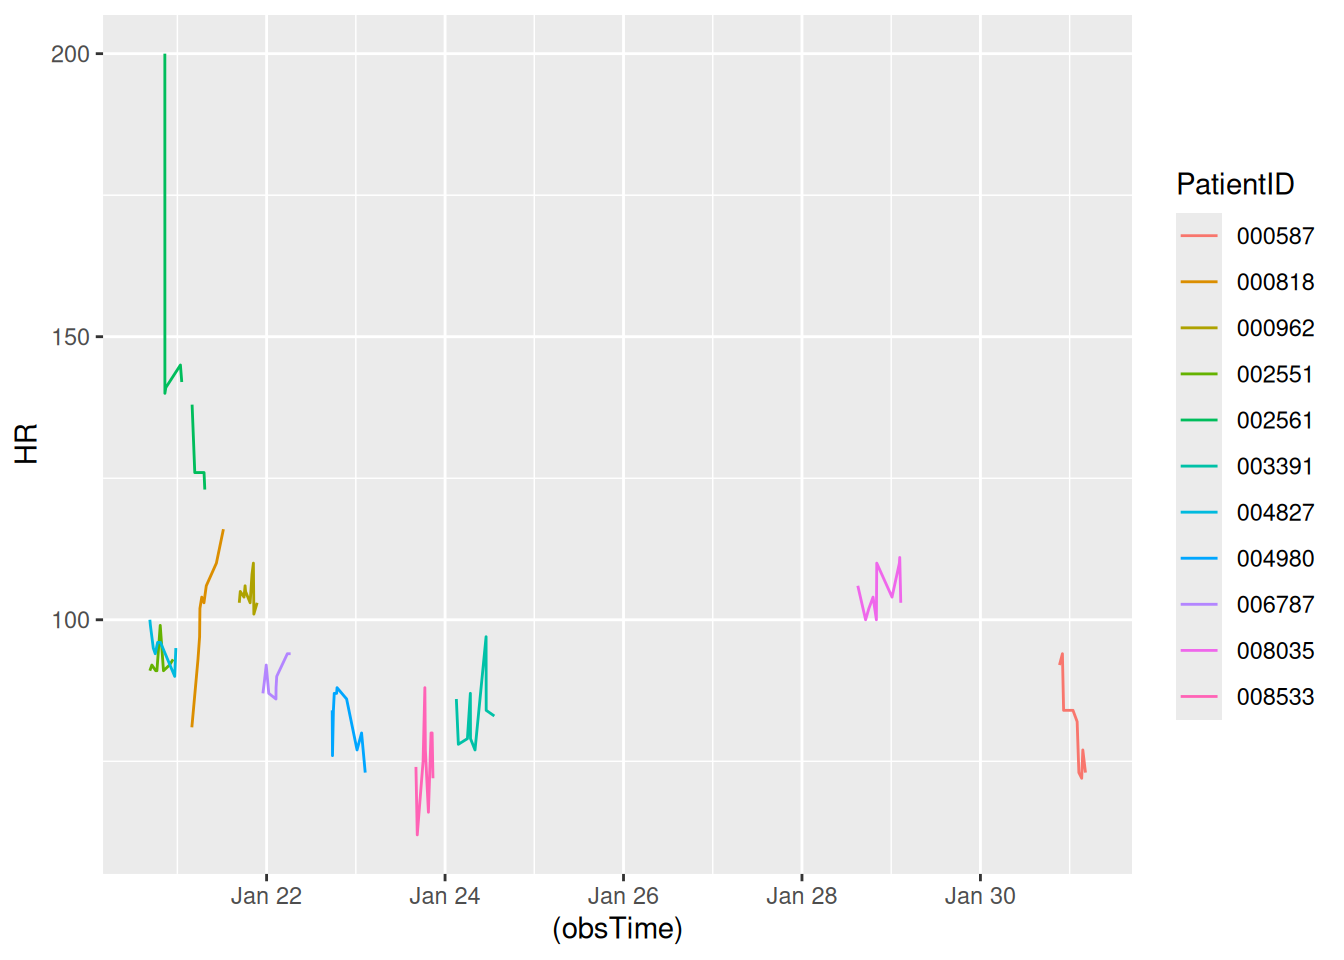 200
150
100
HR
Jan 22
Jan 24
Jan 26
Jan 28
Jan 30
(obsTime)
PatientID
000587
000818
000962
002551
002561
003391
004827
004980
006787
008035
008533